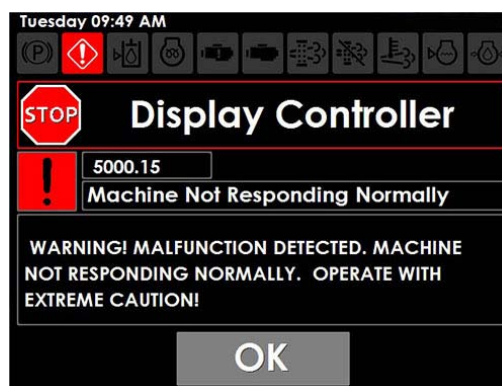 Tuesday 09:49 AM
(P)
STOP
Display Controller
!
5000.15
Machine Not Responding Normally
WARNING! MALFUNCTION DETECTED. MACHINE
NOT RESPONDING NORMALLY. OPERATE WITH
EXTREME CAUTION!
OK